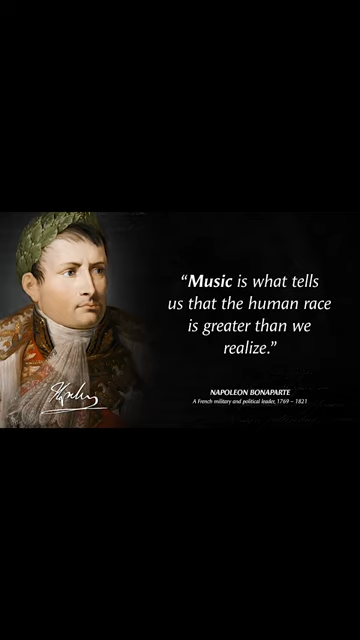 “Music is what tells
us that the human race
is greater than we
realize.”
NAPOLEON BONAPARTE
A French military and political leader, 1769 – 1821